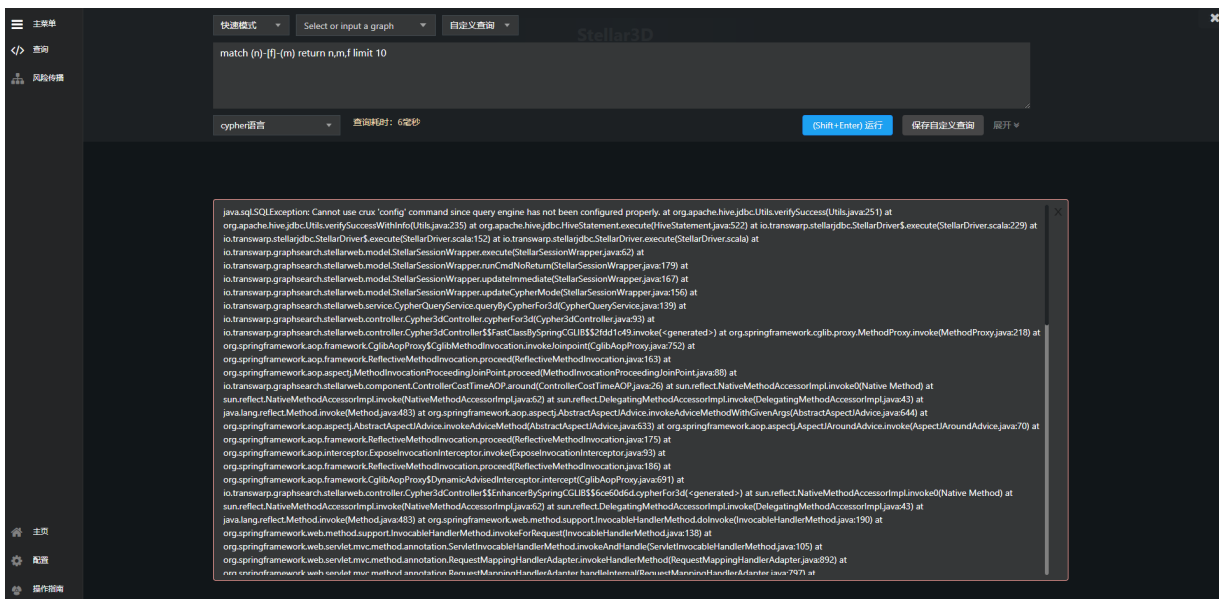 主菜单
查询
风险传播
快速模式
Select or input a graph
自定义查询
Stellar3D
match (n)-[f]-(m) return n,m,f limit 10
cypher语言
查询耗时：6毫秒
(Shift+Enter) 运行
保存自定义查询
展开
X
java.sql.SQLException: Cannot use crux 'config' command since query engine has not been configured properly. at org.apache.hive.jdbc.Utils.verifySuccess(Utils.java:251) at
org.apache.hive.jdbc.Utils.verifySuccessWithInfo(Utils.java:235) at org.apache.hive.jdbc.HiveStatement.execute(HiveStatement.java:522) at io.transwarp.stellarjdbc.StellarDriver$.execute(StellarDriver.scala:229) at
io.transwarp.stellarjdbc.StellarDriver$.execute(StellarDriver.scala:152) at io.transwarp.stellarjdbc.StellarDriver.execute(StellarDriver.scala) at
io.transwarp.graphsearch.stellarweb.model.StellarSessionWrapper.execute(StellarSessionWrapper.java:62) at
io.transwarp.graphsearch.stellarweb.model.StellarSessionWrapper.runCmdNoReturn(StellarSessionWrapper.java:179) at
io.transwarp.graphsearch.stellarweb.model.StellarSessionWrapper.updateImmediate(StellarSessionWrapper.java:167) at
io.transwarp.graphsearch.stellarweb.model.StellarSessionWrapper.updateCypherMode(StellarSessionWrapper.java:156) at
io.transwarp.graphsearch.stellarweb.service.CypherQueryService.queryByCypherFor3d(CypherQueryService.java:139) at
io.transwarp.graphsearch.stellarweb.controller.Cypher3dController.cypherFor3d(Cypher3dController.java:93) at
io.transwarp.graphsearch.stellarweb.controller.Cypher3dController$$FastClassBySpringCGLIB$$2fdd1c49.invoke(<generated>) at org.springframework.cglib.proxy.MethodProxy.invoke(MethodProxy.java:218) at
org.springframework.aop.framework.CglibAopProxy$CglibMethodInvocation.invokeJoinpoint(CglibAopProxy.java:752) at
org.springframework.aop.framework.ReflectiveMethodInvocation.proceed(ReflectiveMethodInvocation.java:163) at
org.springframework.aop.aspectj.MethodInvocationProceedingJoinPoint.proceed(MethodInvocationProceedingJoinPoint.java:88) at
io.transwarp.graphsearch.stellarweb.component.ControllerCostTimeAOP.around(ControllerCostTimeAOP.java:26) at sun.reflect.NativeMethodAccessorImpl.invoke0(Native Method) at
sun.reflect.NativeMethodAccessorImpl.invoke(NativeMethodAccessorImpl.java:62) at sun.reflect.DelegatingMethodAccessorImpl.invoke(DelegatingMethodAccessorImpl.java:43) at
java.lang.reflect.Method.invoke(Method.java:483) at org.springframework.aop.aspectj.AbstractAspectJAdvice.invokeAdviceMethodWithGivenArgs(AbstractAspectJAdvice.java:644) at
org.springframework.aop.aspectj.AbstractAspectJAdvice.invokeAdviceMethod(AbstractAspectJAdvice.java:633) at org.springframework.aop.aspectj.AspectJAroundAdvice.invoke(AspectJAroundAdvice.java:70) at
org.springframework.aop.framework.ReflectiveMethodInvocation.proceed(ReflectiveMethodInvocation.java:175) at
org.springframework.aop.interceptor.ExposeInvocationInterceptor.invoke(ExposeInvocationInterceptor.java:93) at
org.springframework.aop.framework.ReflectiveMethodInvocation.proceed(ReflectiveMethodInvocation.java:186) at
org.springframework.aop.framework.CglibAopProxy$DynamicAdvisedInterceptor.intercept(CglibAopProxy.java:691) at
io.transwarp.graphsearch.stellarweb.controller.Cypher3dController$$EnhancerBySpringCGLIB$$6ce60d6d.cypherFor3d(<generated>) at sun.reflect.NativeMethodAccessorImpl.invoke0(Native Method) at
sun.reflect.NativeMethodAccessorImpl.invoke(NativeMethodAccessorImpl.java:62) at sun.reflect.DelegatingMethodAccessorImpl.invoke(DelegatingMethodAccessorImpl.java:43) at
java.lang.reflect.Method.invoke(Method.java:483) at org.springframework.web.method.support.InvocableHandlerMethod.doInvoke(InvocableHandlerMethod.java:190) at
org.springframework.web.method.support.InvocableHandlerMethod.invokeForRequest(InvocableHandlerMethod.java:138) at
org.springframework.web.servlet.mvc.method.annotation.ServletInvocableHandlerMethod.invokeAndHandle(ServletInvocableHandlerMethod.java:105) at
org.springframework.web.servlet.mvc.method.annotation.RequestMappingHandlerAdapter.invokeHandlerMethod(RequestMappingHandlerAdapter.java:892) at
org.springframework.web.servlet.mvc.method.annotation.RequestMappingHandlerAdapter.handleInternal(RequestMappingHandlerAdapter.java:797) at
主页
配置
操作指南